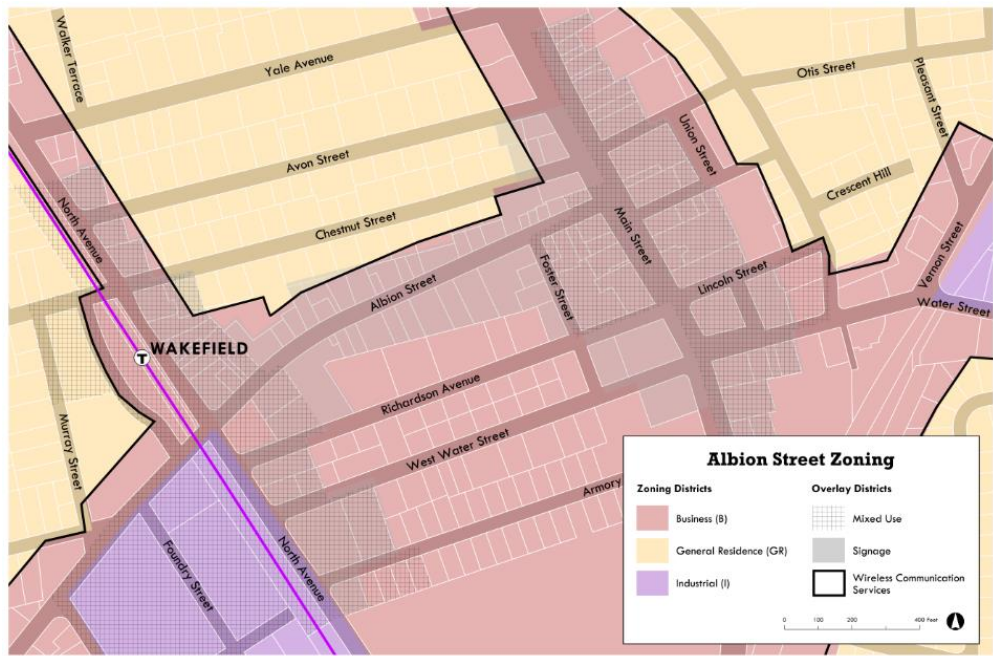 Walker Terrace
Yale Avenue
Otis Street
Pleasant Street
Union Street
Avon Street
Crescent Hill
North Avenue
Chestnut Street
Main Street
Albion Street
Foster Street
Lincoln Street
Vernon Street
Water Street
T WAKEFIELD
Richardson Avenue
Murray Street
West Water Street
Armory
Foundry Street
North Avenue
Albion Street Zoning
Zoning Districts
Business (B)
General Residence (GR)
Industrial (I)
Overlay Districts
Mixed Use
Signage
Wireless Communication
Services
0 100 200 400 Feet